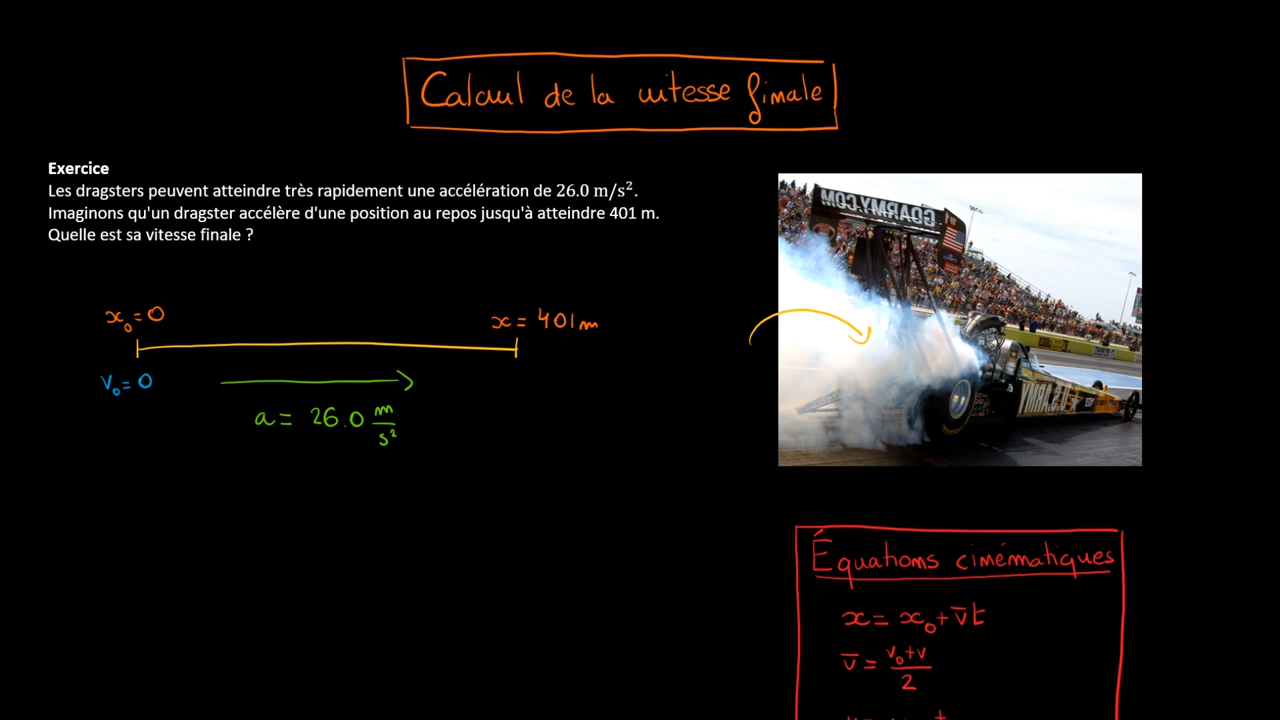 Calcul de la vitesse finale
Exercice
Les dragsters peuvent atteindre très rapidement une accélération de 26.0 m/s².
Imaginons qu'un dragster accélère d'une position au repos jusqu'à atteindre 401 m.
Quelle est sa vitesse finale ?
x₀ = 0
x = 401 m
v₀ = 0
a = 26.0 m/s²
GOARMY.COM
U.S. ARMY
Équations cinématiques
x = x₀ + v̄t
v̄ = (v₀+v)/2